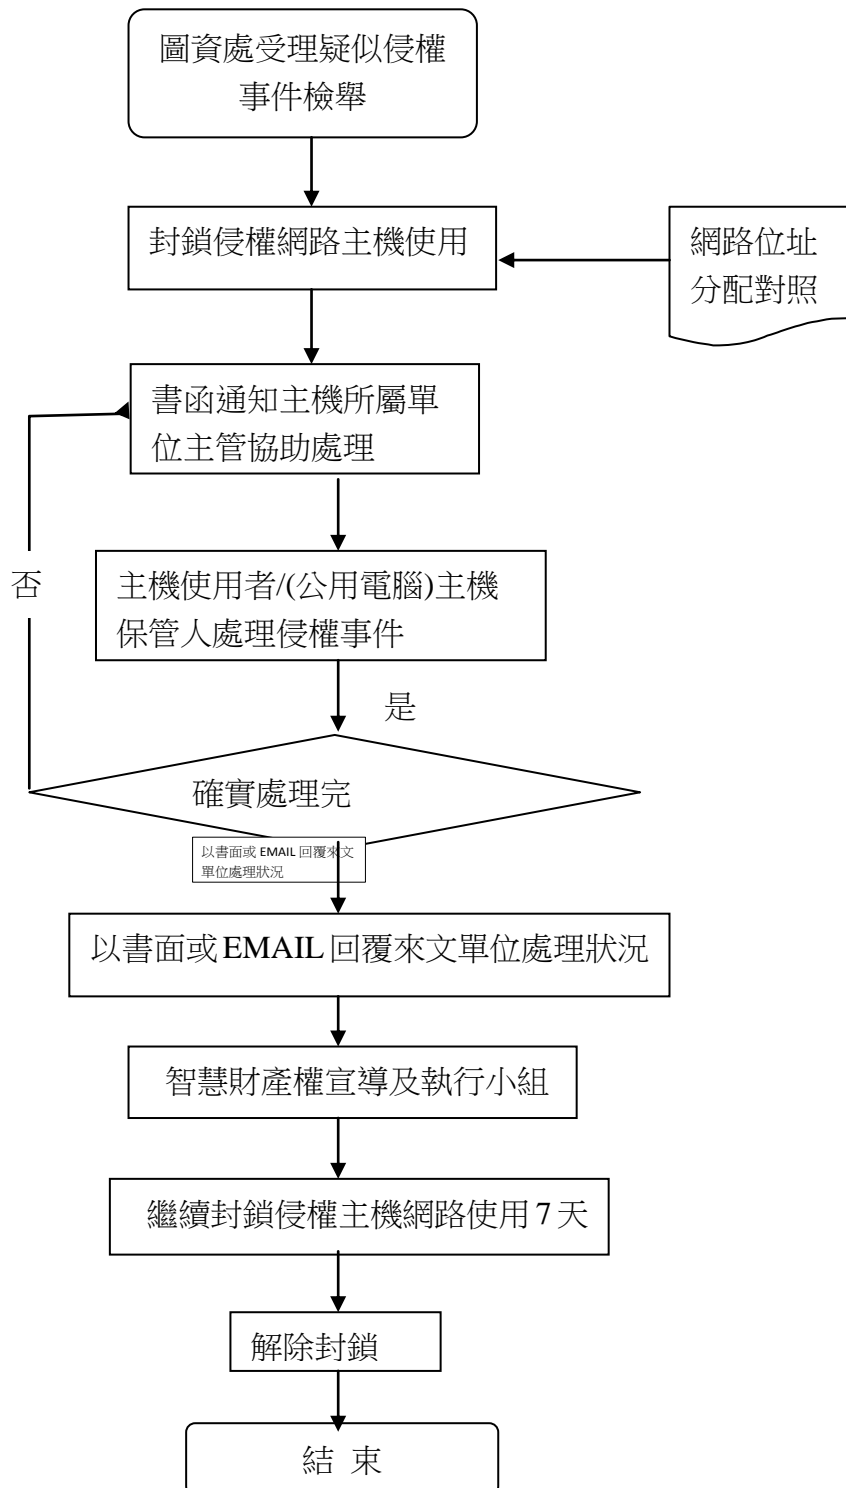 圖資處受理疑似侵權
事件檢舉
封鎖侵權網路主機使用
網路位址
分配對照
書函通知主機所屬單
位主管協助處理
否
主機使用者/(公用電腦)主機
保管人處理侵權事件
是
確實處理完
以書面或 EMAIL 回覆來文
單位處理狀況
以書面或 EMAIL 回覆來文單位處理狀況
智慧財產權宣導及執行小組
繼續封鎖侵權主機網路使用 7 天
解除封鎖
結 束